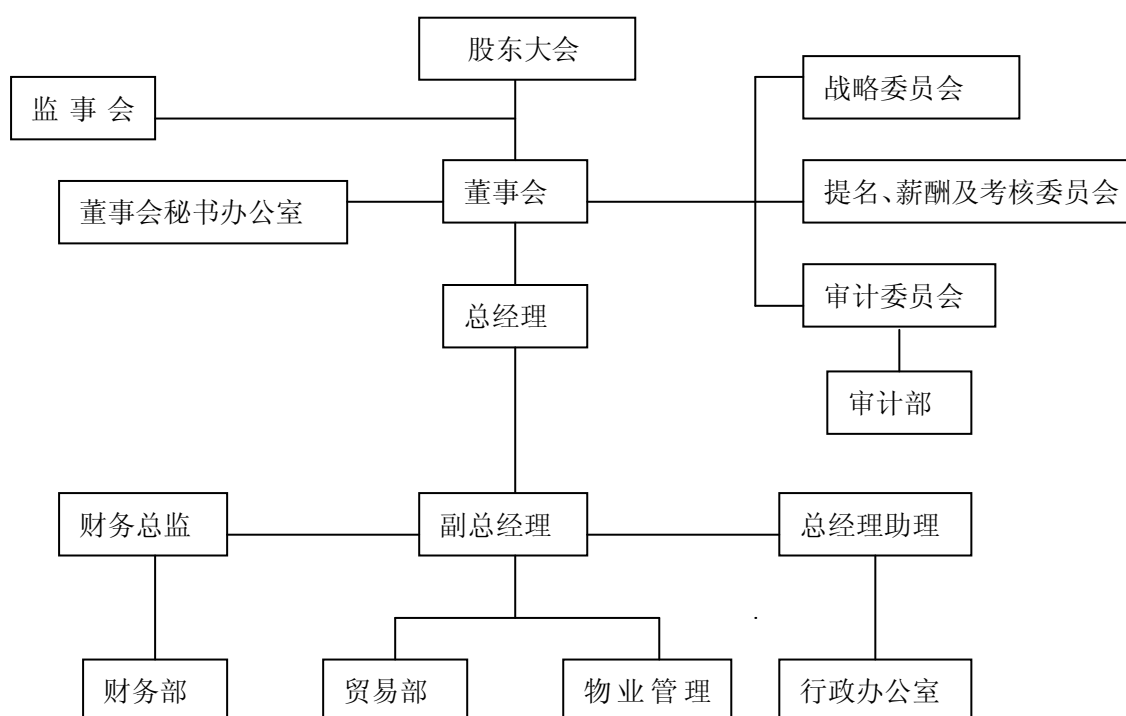 股东大会
战略委员会
监 事 会
董事会
提名、薪酬及考核委员会
董事会秘书办公室
总经理
审计委员会
审计部
财务总监
副总经理
总经理助理
财务部
贸易部
物业管理
行政办公室